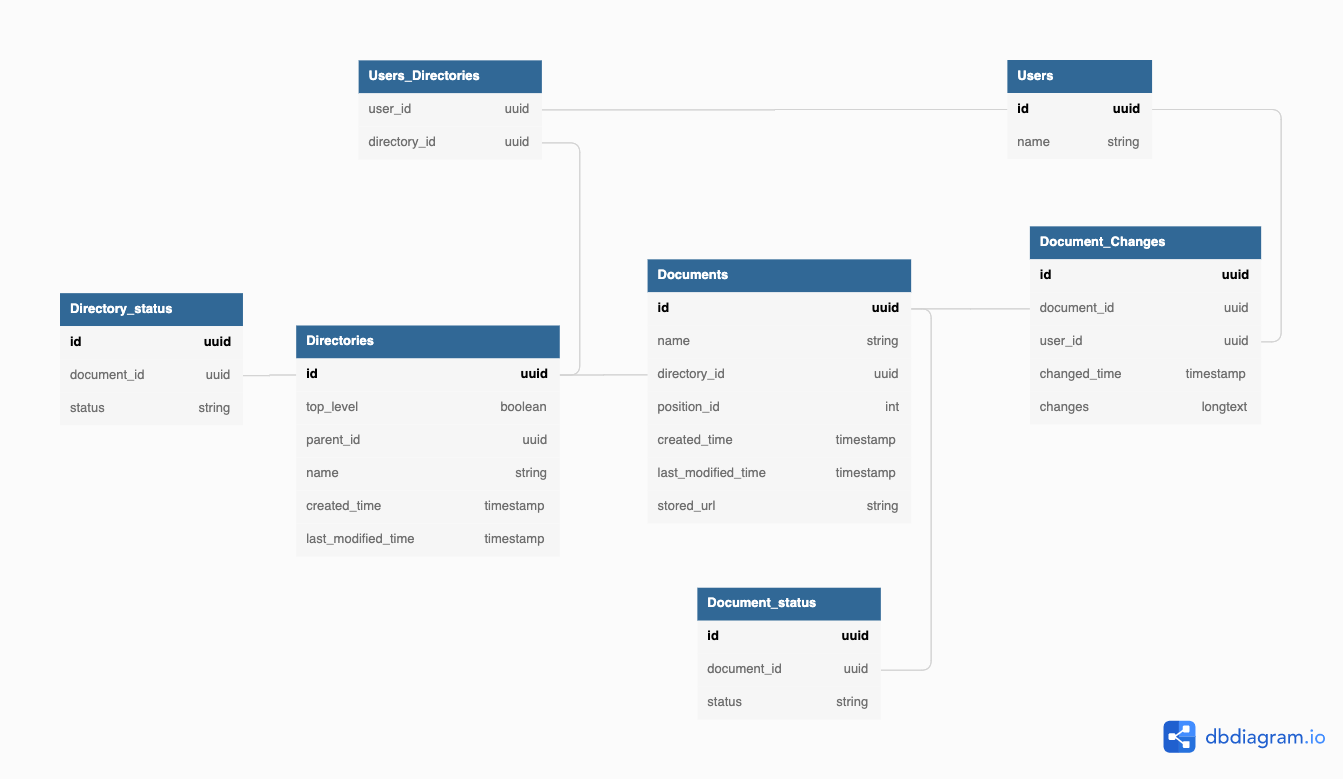 Users_Directories
user_id uuid
directory_id uuid
Users
id uuid
name string
Document_Changes
id uuid
document_id uuid
user_id uuid
changed_time timestamp
changes longtext
Documents
id uuid
name string
directory_id uuid
position_id int
created_time timestamp
last_modified_time timestamp
stored_url string
Directory_status
id uuid
document_id uuid
status string
Directories
id uuid
top_level boolean
parent_id uuid
name string
created_time timestamp
last_modified_time timestamp
Document_status
id uuid
document_id uuid
status string
dbdiagram.io